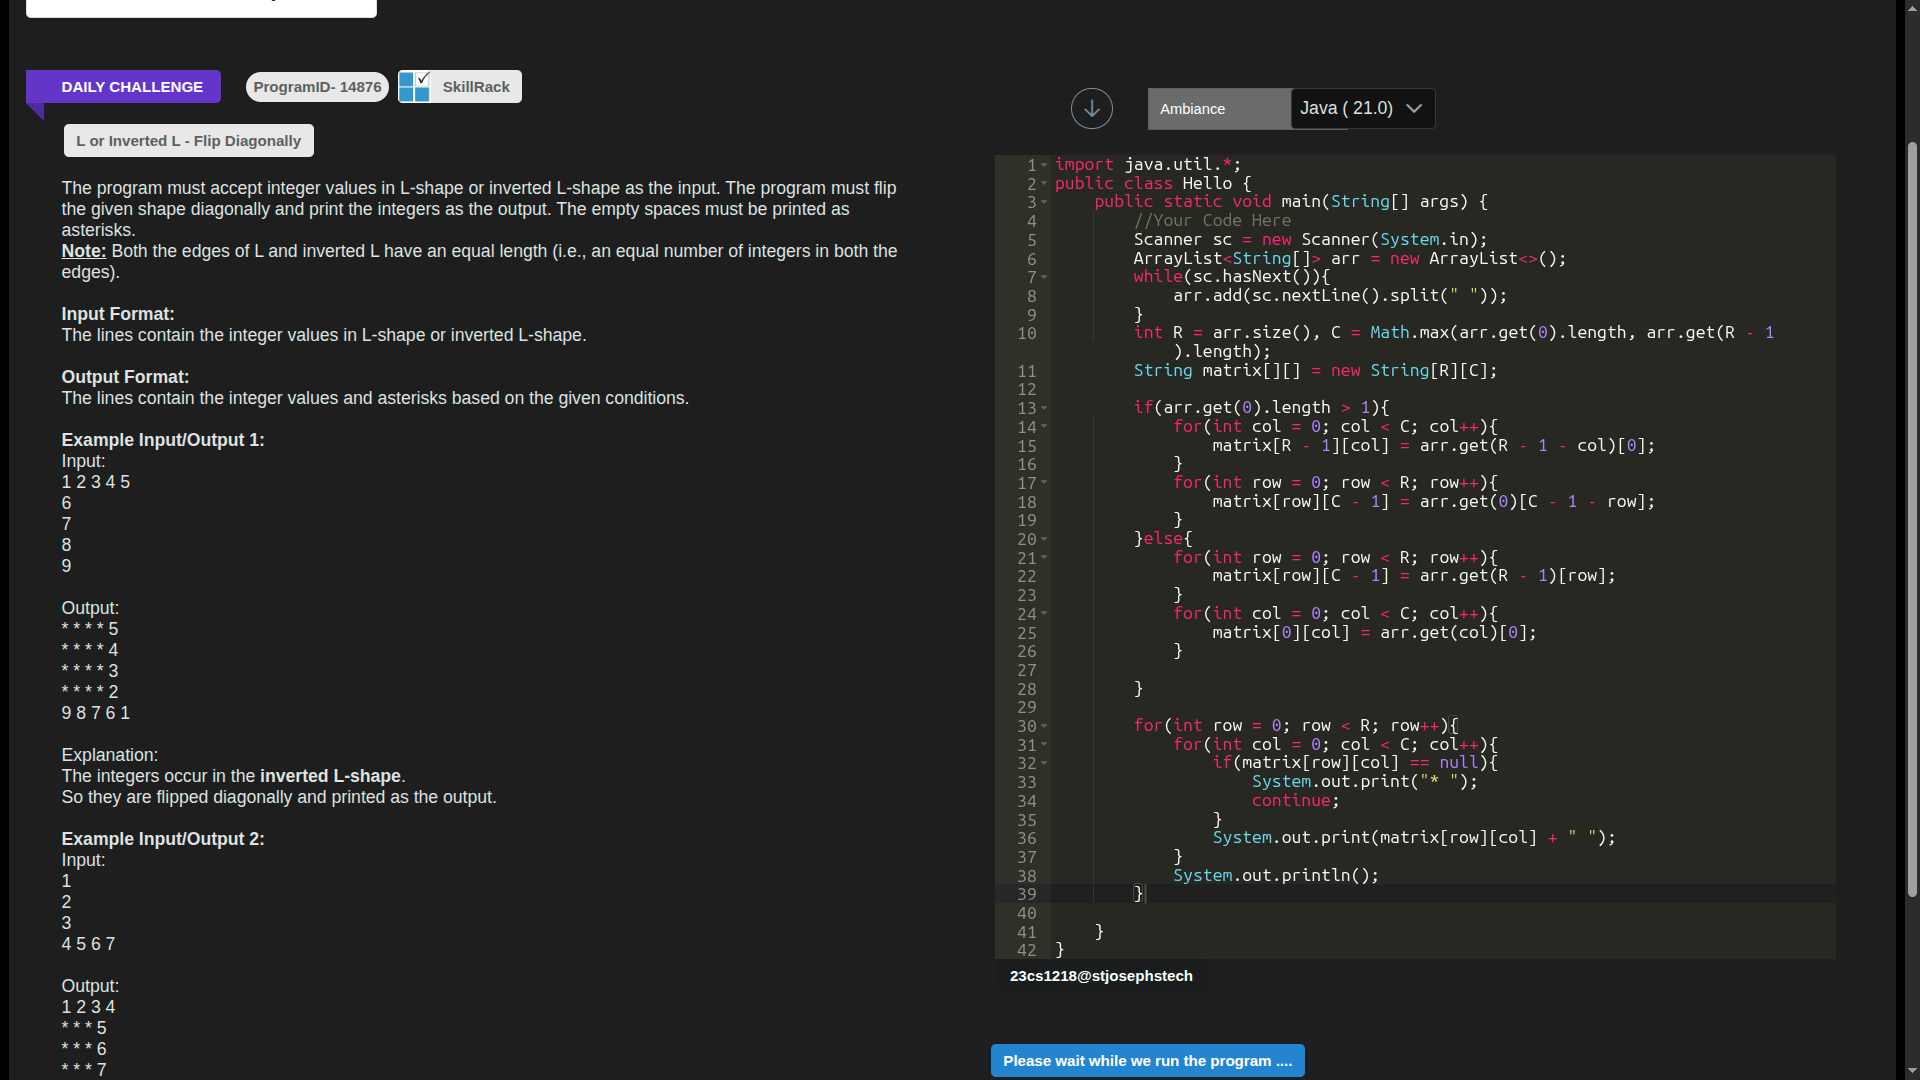 DAILY CHALLENGE
ProgramID- 14876
SkillRack
L or Inverted L - Flip Diagonally
The program must accept integer values in L-shape or inverted L-shape as the input. The program must flip
the given shape diagonally and print the integers as the output. The empty spaces must be printed as
asterisks.
Note: Both the edges of L and inverted L have an equal length (i.e., an equal number of integers in both the
edges).
Input Format:
The lines contain the integer values in L-shape or inverted L-shape.
Output Format:
The lines contain the integer values and asterisks based on the given conditions.
Example Input/Output 1:
Input:
1 2 3 4 5
6
7
8
9
Output:
* * * * 5
* * * * 4
* * * * 3
* * * * 2
9 8 7 6 1
Explanation:
The integers occur in the inverted L-shape.
So they are flipped diagonally and printed as the output.
Example Input/Output 2:
Input:
1
2
3
4 5 6 7
Output:
1 2 3 4
* * * 5
* * * 6
* * * 7
Ambiance
Java ( 21.0)
1 import java.util.*;
2 public class Hello {
3     public static void main(String[] args) {
4         //Your Code Here
5         Scanner sc = new Scanner(System.in);
6         ArrayList<String[]> arr = new ArrayList<>();
7         while(sc.hasNext()){
8             arr.add(sc.nextLine().split(" "));
9         }
10         int R = arr.size(), C = Math.max(arr.get(0).length, arr.get(R - 1
            ).length);
11         String matrix[][] = new String[R][C];
12
13         if(arr.get(0).length > 1){
14             for(int col = 0; col < C; col++){
15                 matrix[R - 1][col] = arr.get(R - 1 - col)[0];
16             }
17             for(int row = 0; row < R; row++){
18                 matrix[row][C - 1] = arr.get(0)[C - 1 - row];
19             }
20         }else{
21             for(int row = 0; row < R; row++){
22                 matrix[row][C - 1] = arr.get(R - 1)[row];
23             }
24             for(int col = 0; col < C; col++){
25                 matrix[0][col] = arr.get(col)[0];
26             }
27
28         }
29
30         for(int row = 0; row < R; row++){
31             for(int col = 0; col < C; col++){
32                 if(matrix[row][col] == null){
33                     System.out.print("* ");
34                     continue;
35                 }
36                 System.out.print(matrix[row][col] + " ");
37             }
38             System.out.println();
39         }
40
41     }
42 }
23cs1218@stjosephstech
Please wait while we run the program ....